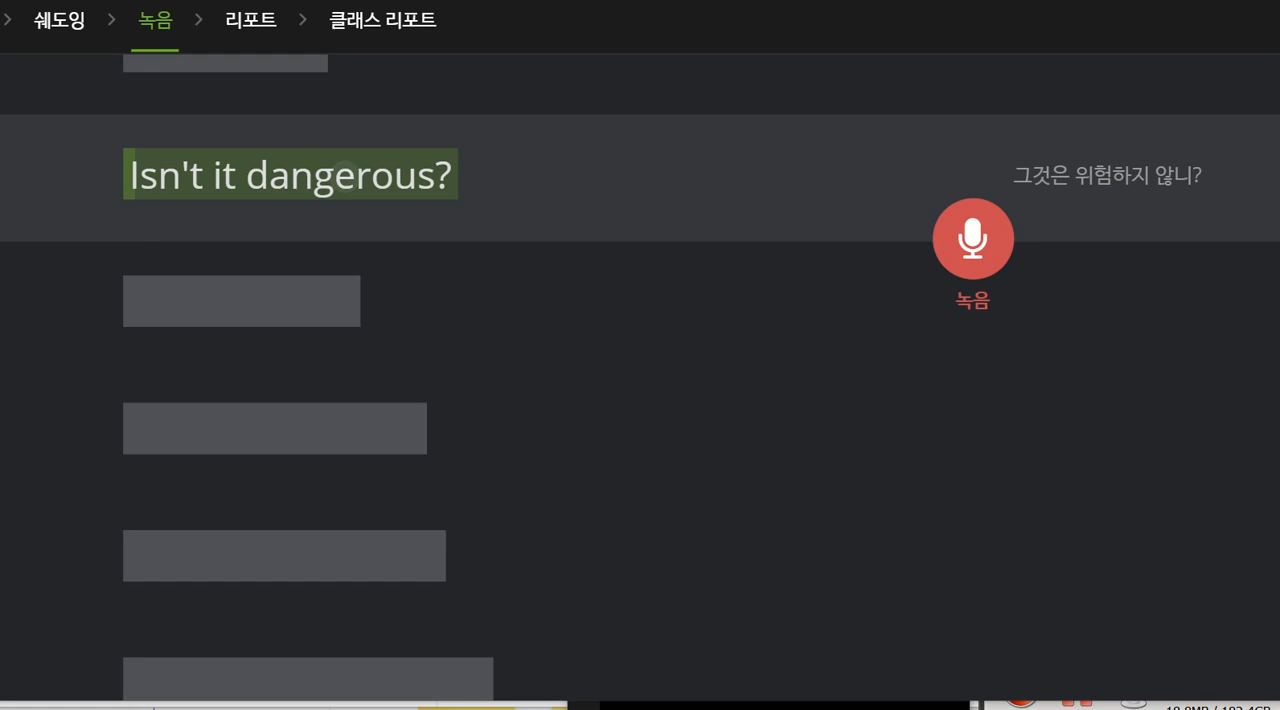 쉐도잉 > 녹음 > 리포트 > 클래스 리포트
Isn't it dangerous?
그것은 위험하지 않니?
녹음